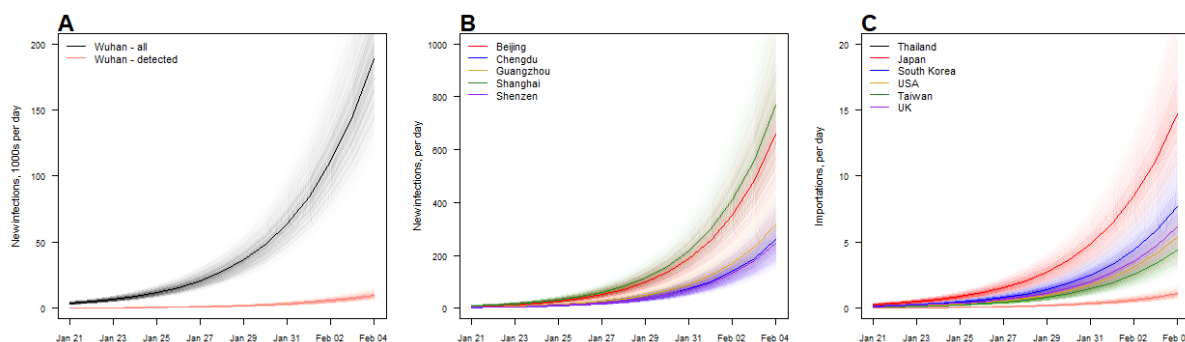 A
New infections, 1000s per day
200
150
100
50
0
Wuhan - all
Wuhan - detected
Jan 21
Jan 23
Jan 25
Jan 27
Jan 29
Jan 31
Feb 02
Feb 04
B
New infections, per day
1000
800
600
400
200
0
Beijing
Chengdu
Guangzhou
Shanghai
Shenzen
Jan 21
Jan 23
Jan 25
Jan 27
Jan 29
Jan 31
Feb 02
Feb 04
C
Importations, per day
20
15
10
5
0
Thailand
Japan
South Korea
USA
Taiwan
UK
Jan 21
Jan 23
Jan 25
Jan 27
Jan 29
Jan 31
Feb 02
Feb 0